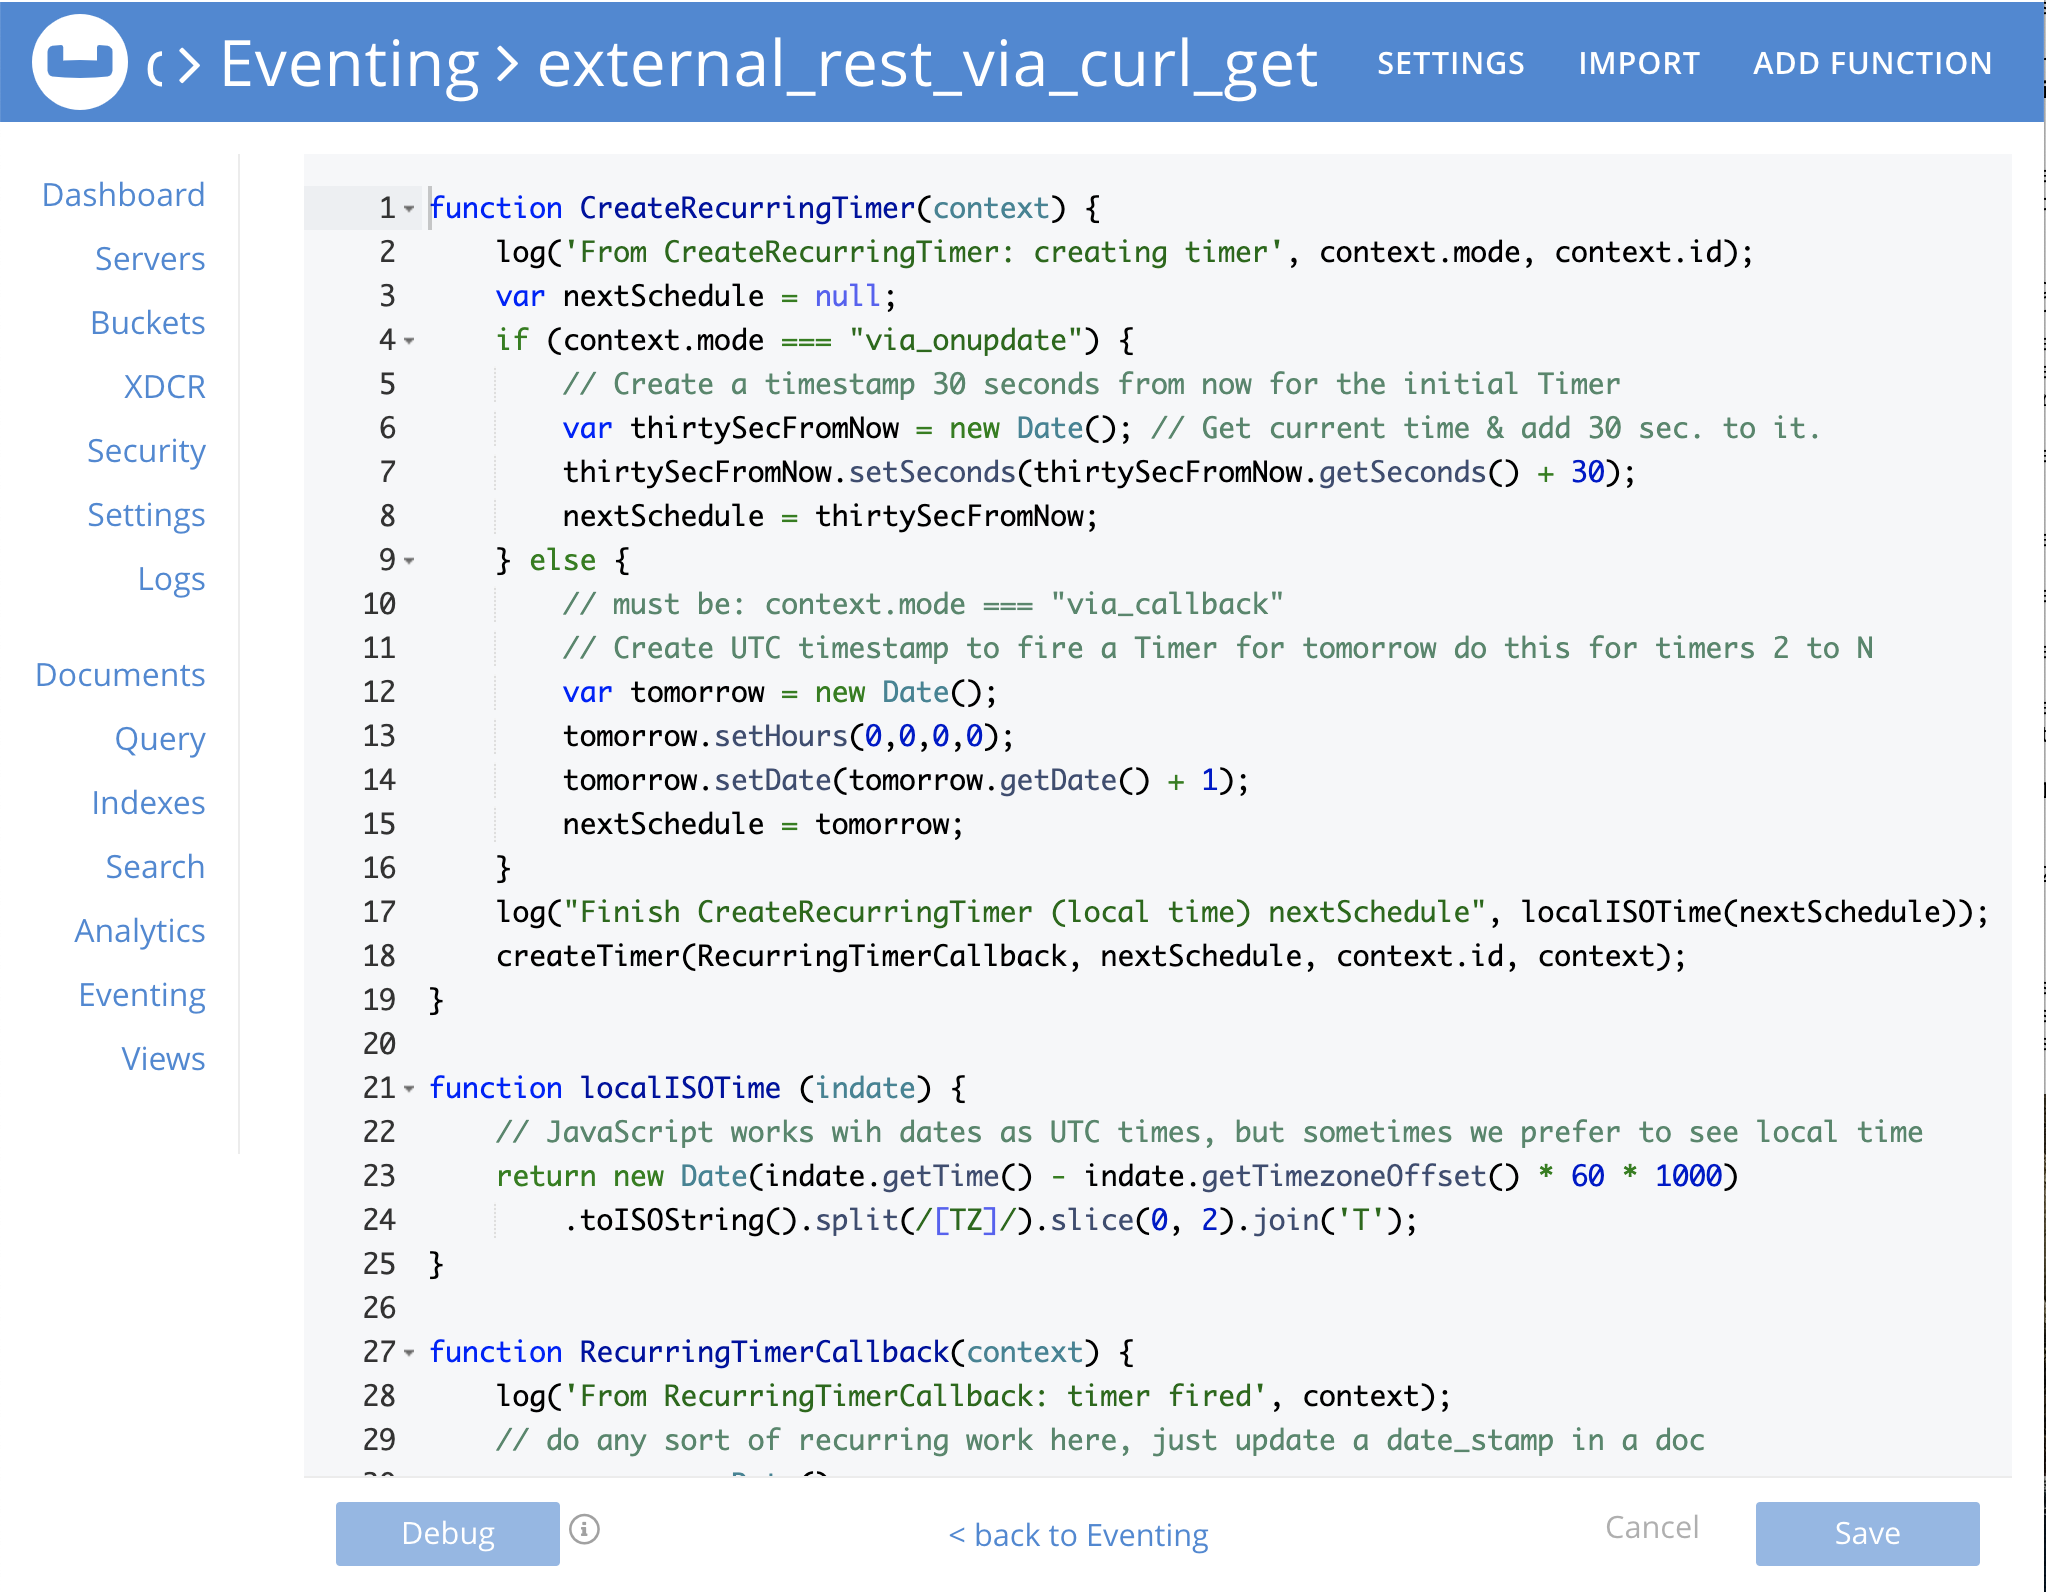 > Eventing > external_rest_via_curl_get
SETTINGS IMPORT ADD FUNCTION
Dashboard
Servers
Buckets
XDCR
Security
Settings
Logs
Documents
Query
Indexes
Search
Analytics
Eventing
Views
1 function CreateRecurringTimer(context) {
2     log('From CreateRecurringTimer: creating timer', context.mode, context.id);
3     var nextSchedule = null;
4     if (context.mode === "via_onupdate") {
5         // Create a timestamp 30 seconds from now for the initial Timer
6         var thirtySecFromNow = new Date(); // Get current time & add 30 sec. to it.
7         thirtySecFromNow.setSeconds(thirtySecFromNow.getSeconds() + 30);
8         nextSchedule = thirtySecFromNow;
9     } else {
10         // must be: context.mode === "via_callback"
11         // Create UTC timestamp to fire a Timer for tomorrow do this for timers 2 to N
12         var tomorrow = new Date();
13         tomorrow.setHours(0,0,0,0);
14         tomorrow.setDate(tomorrow.getDate() + 1);
15         nextSchedule = tomorrow;
16     }
17     log("Finish CreateRecurringTimer (local time) nextSchedule", localISOTime(nextSchedule));
18     createTimer(RecurringTimerCallback, nextSchedule, context.id, context);
19 }
20
21 function localISOTime (indate) {
22     // JavaScript works wih dates as UTC times, but sometimes we prefer to see local time
23     return new Date(indate.getTime() - indate.getTimezoneOffset() * 60 * 1000)
24         .toISOString().split(/[TZ]/).slice(0, 2).join('T');
25 }
26
27 function RecurringTimerCallback(context) {
28     log('From RecurringTimerCallback: timer fired', context);
29     // do any sort of recurring work here, just update a date_stamp in a doc
Debug
< back to Eventing
Cancel
Save